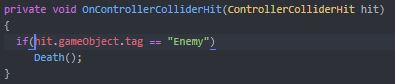 private void OnControllerColliderHit(ControllerColliderHit hit)
{
if(hit.gameObject.tag == "Enemy")
Death();
}